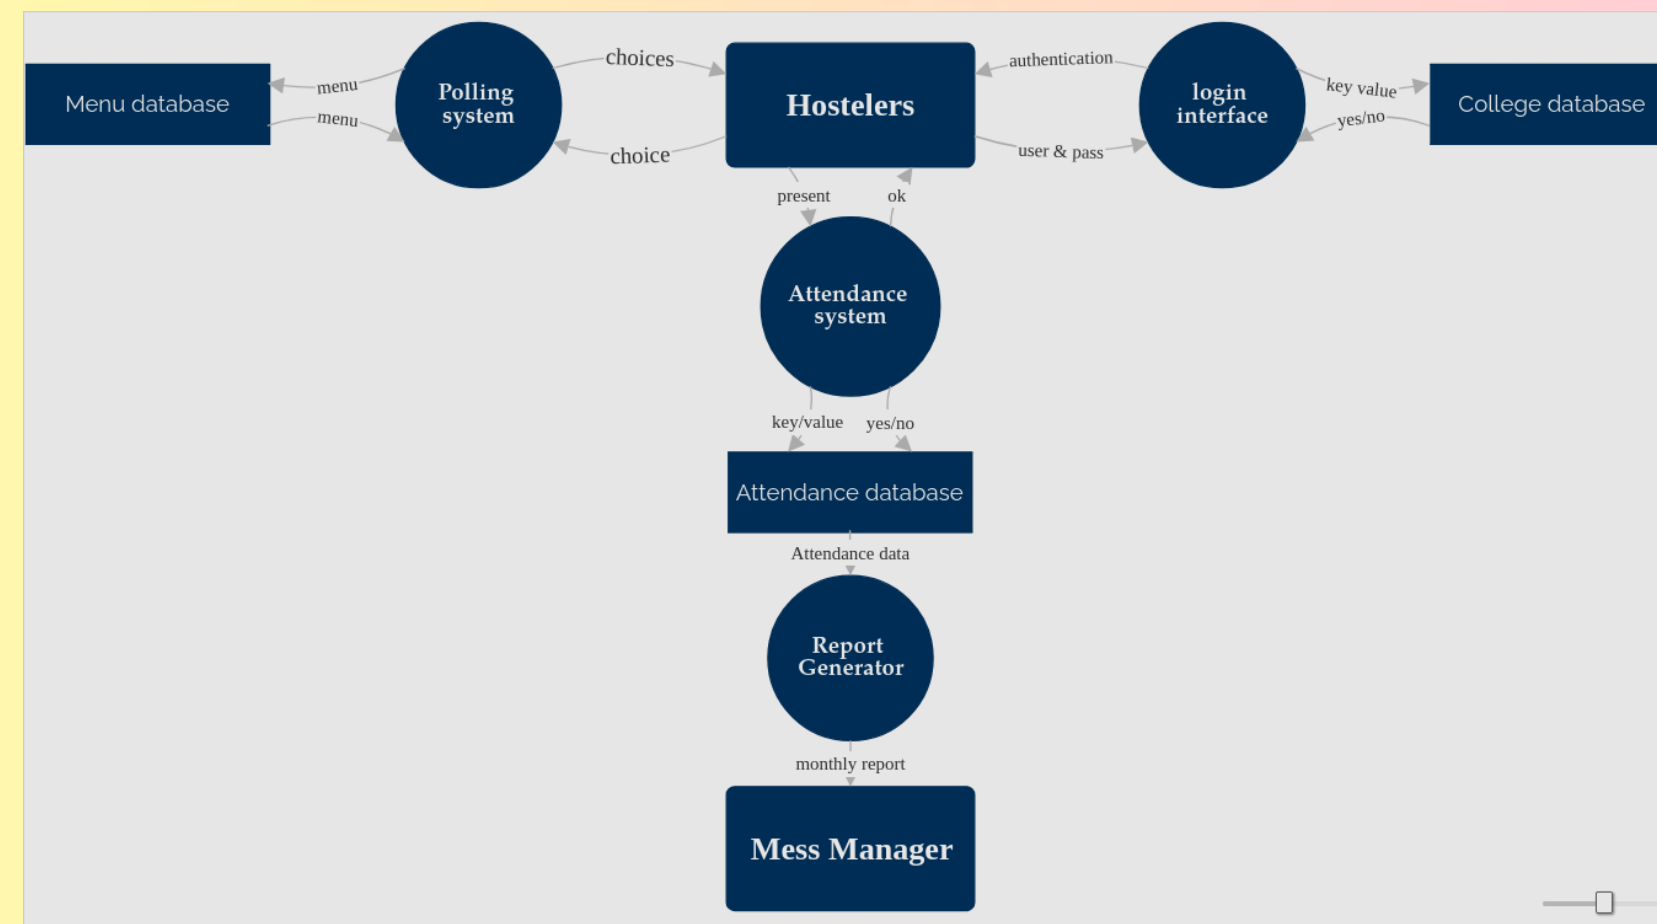 Menu database
menu
menu
Polling
system
choices
choice
Hostelers
authentication
user & pass
login
interface
key value
yes/no
College database
present
ok
Attendance
system
key/value
yes/no
Attendance database
Attendance data
Report
Generator
monthly report
Mess Manager